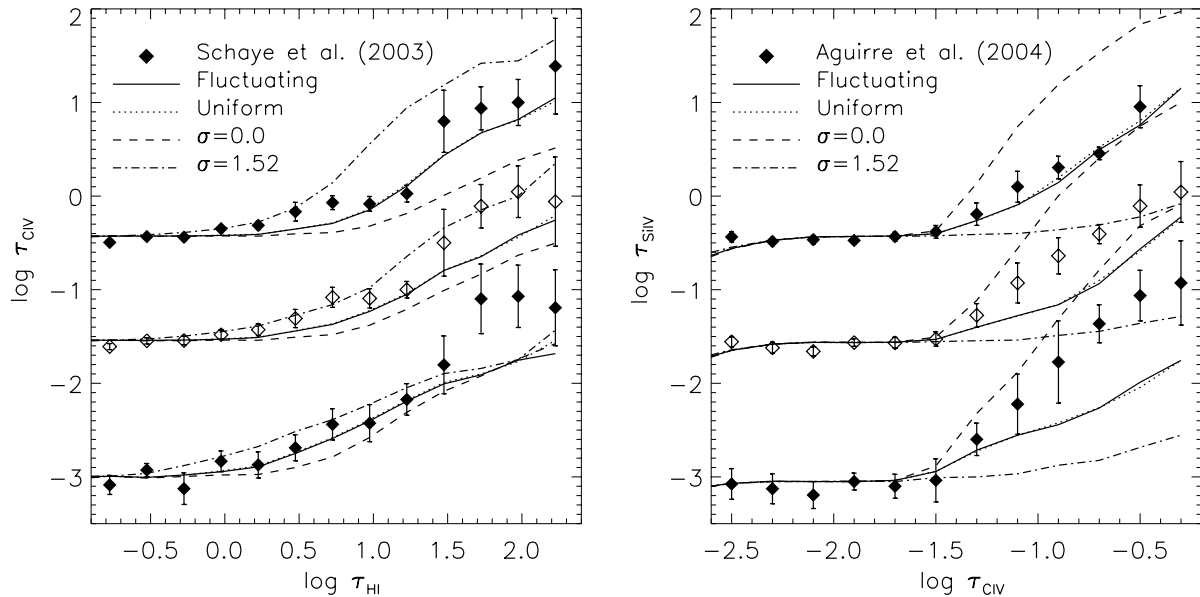 2
1
0
−1
−2
−3
log τCIV
Schaye et al. (2003)
Fluctuating
Uniform
σ=0.0
σ=1.52
−0.5 0.0 0.5 1.0 1.5 2.0
log τHI
2
1
0
−1
−2
−3
log τSiIV
Aguirre et al. (2004)
Fluctuating
Uniform
σ=0.0
σ=1.52
−2.5 −2.0 −1.5 −1.0 −0.5
log τCIV